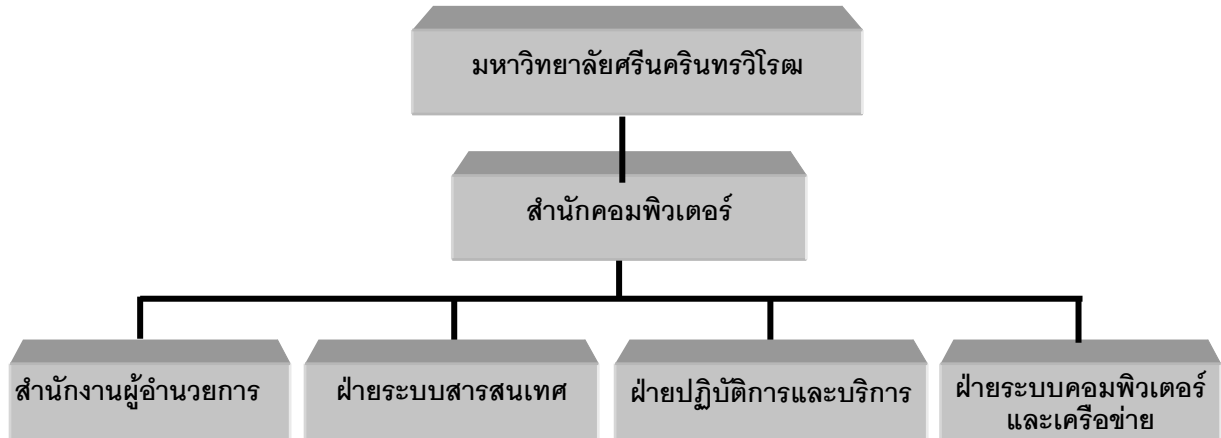 มหาวิทยาลัยศรีนครินทรวิโรฒ
สำนักคอมพิวเตอร์
สำนักงานผู้อำนวยการ
ฝ่ายระบบสารสนเทศ
ฝ่ายปฏิบัติการและบริการ
ฝ่ายระบบคอมพิวเตอร์
และเครือข่าย